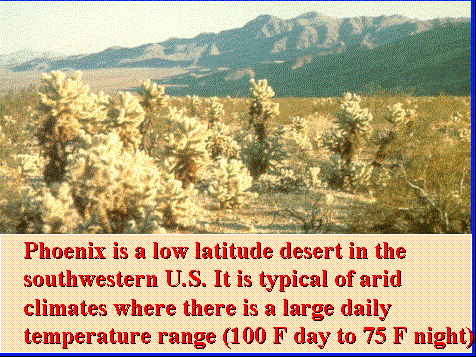 Phoenix is a low latitude desert in the
southwestern U.S. It is typical of arid
climates where there is a large daily
temperature range (100 F day to 75 F night)